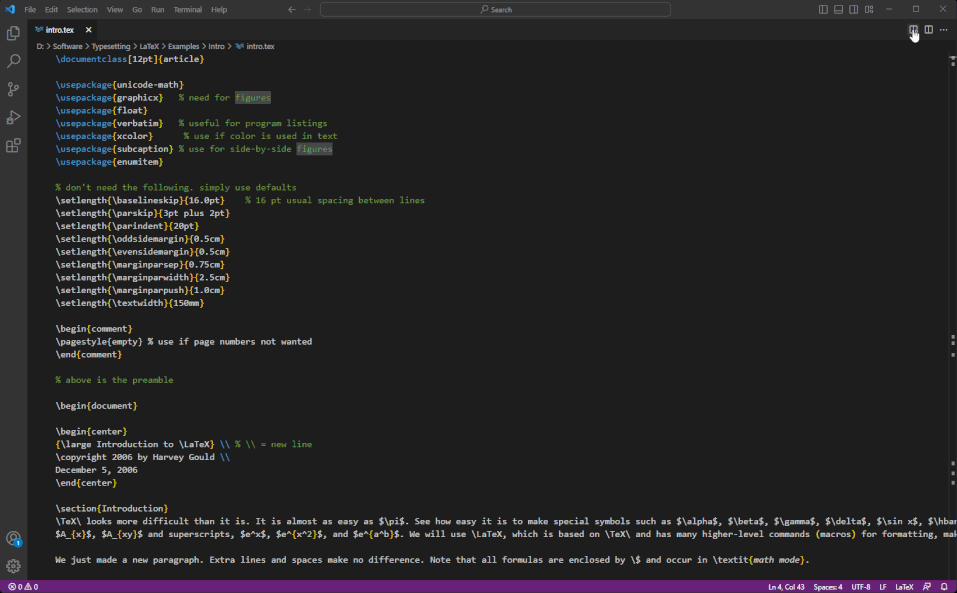 File Edit Selection View Go Run Terminal Help
Search
intro.tex
D: > Software > Typesetting > LaTeX > Examples > Intro > intro.tex
\documentclass[12pt]{article}
\usepackage{unicode-math}
\usepackage{graphicx} % need for figures
\usepackage{float}
\usepackage{verbatim} % useful for program listings
\usepackage{xcolor} % use if color is used in text
\usepackage{subcaption} % use for side-by-side figures
\usepackage{enumitem}
% don't need the following. simply use defaults
\setlength{\baselineskip}{16.0pt} % 16 pt usual spacing between lines
\setlength{\parskip}{3pt plus 2pt}
\setlength{\parindent}{20pt}
\setlength{\oddsidemargin}{0.5cm}
\setlength{\evensidemargin}{0.5cm}
\setlength{\marginparsep}{0.75cm}
\setlength{\marginparwidth}{2.5cm}
\setlength{\marginparpush}{1.0cm}
\setlength{\textwidth}{150mm}
\begin{comment}
\pagestyle{empty} % use if page numbers not wanted
\end{comment}
% above is the preamble
\begin{document}
\begin{center}
{\large Introduction to \LaTeX} \\ % \\ = new line
\copyright 2006 by Harvey Gould \\
December 5, 2006
\end{center}
\section{Introduction}
\TeX\ looks more difficult than it is. It is almost as easy as $\pi$. See how easy it is to make special symbols such as $\alpha$, $\beta$, $\gamma$, $\delta$, $\sin x$, $\hbar
$A_{x}$, $A_{xy}$ and superscripts, $e^x$, $e^{x^2}$, and $e^{a^b}$. We will use \LaTeX, which is based on \TeX\ and has many higher-level commands (macros) for formatting, mak
We just made a new paragraph. Extra lines and spaces make no difference. Note that all formulas are enclosed by \$ and occur in \textit{math mode}.
1
0 0 Ln 4, Col 43 Spaces: 4 UTF-8 LF LaTeX